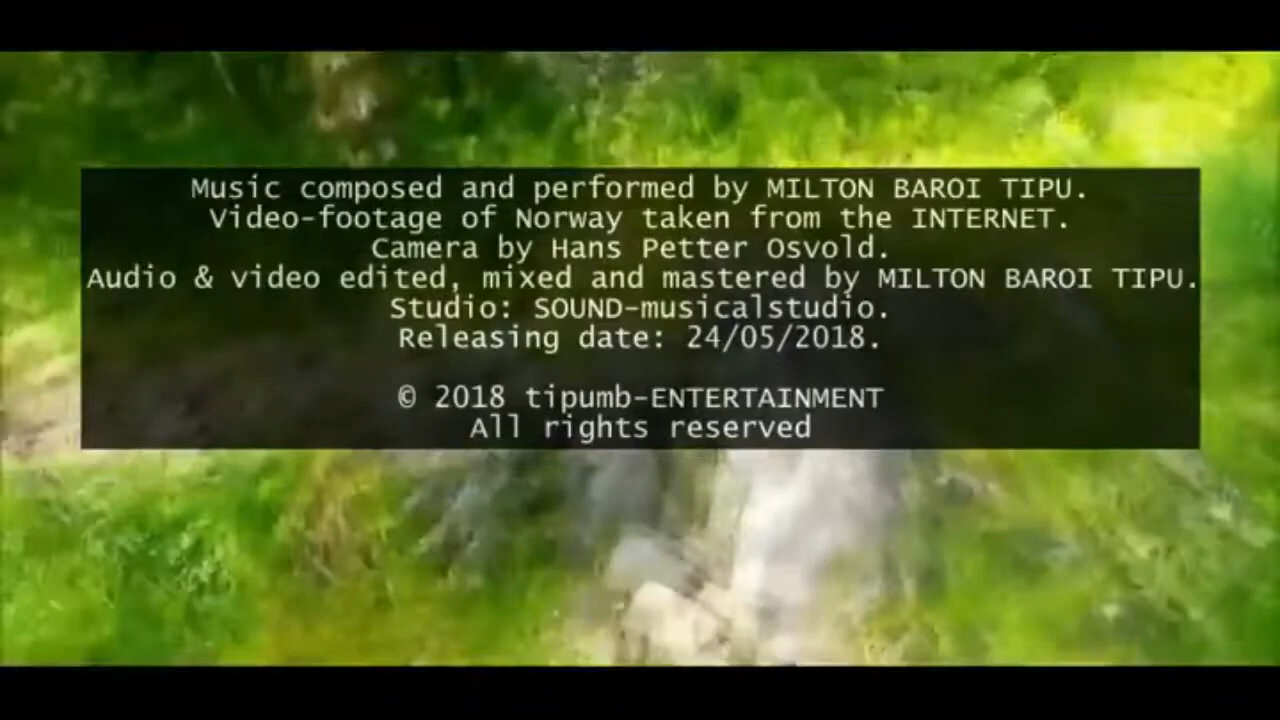 Music composed and performed by MILTON BAROI TIPU.
Video-footage of Norway taken from the INTERNET.
Camera by Hans Petter Osvold.
Audio & video edited, mixed and mastered by MILTON BAROI TIPU.
Studio: SOUND-musicalstudio.
Releasing date: 24/05/2018.
© 2018 tipumb-ENTERTAINMENT
All rights reserved